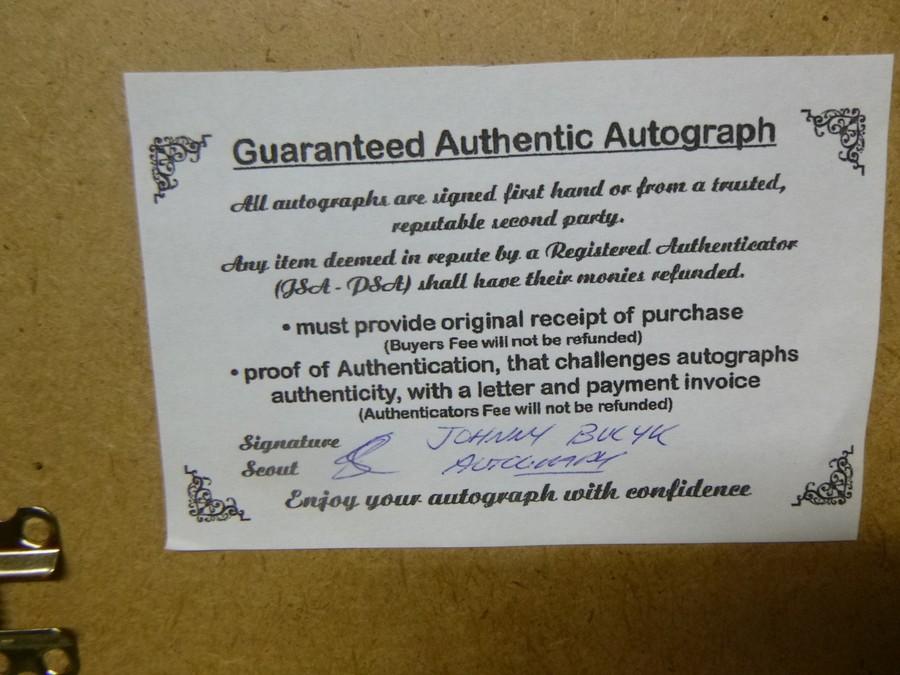 Guaranteed Authentic Autograph
All autographs are signed first hand or from a trusted,
reputable second party.
Any item deemed in repute by a Registered Authenticator
(JSA - PSA) shall have their monies refunded.
• must provide original receipt of purchase
(Buyers Fee will not be refunded)
• proof of Authentication, that challenges autographs
authenticity, with a letter and payment invoice
(Authenticators Fee will not be refunded)
Signature JOHNNY BUCYK
Scout
Enjoy your autograph with confidence